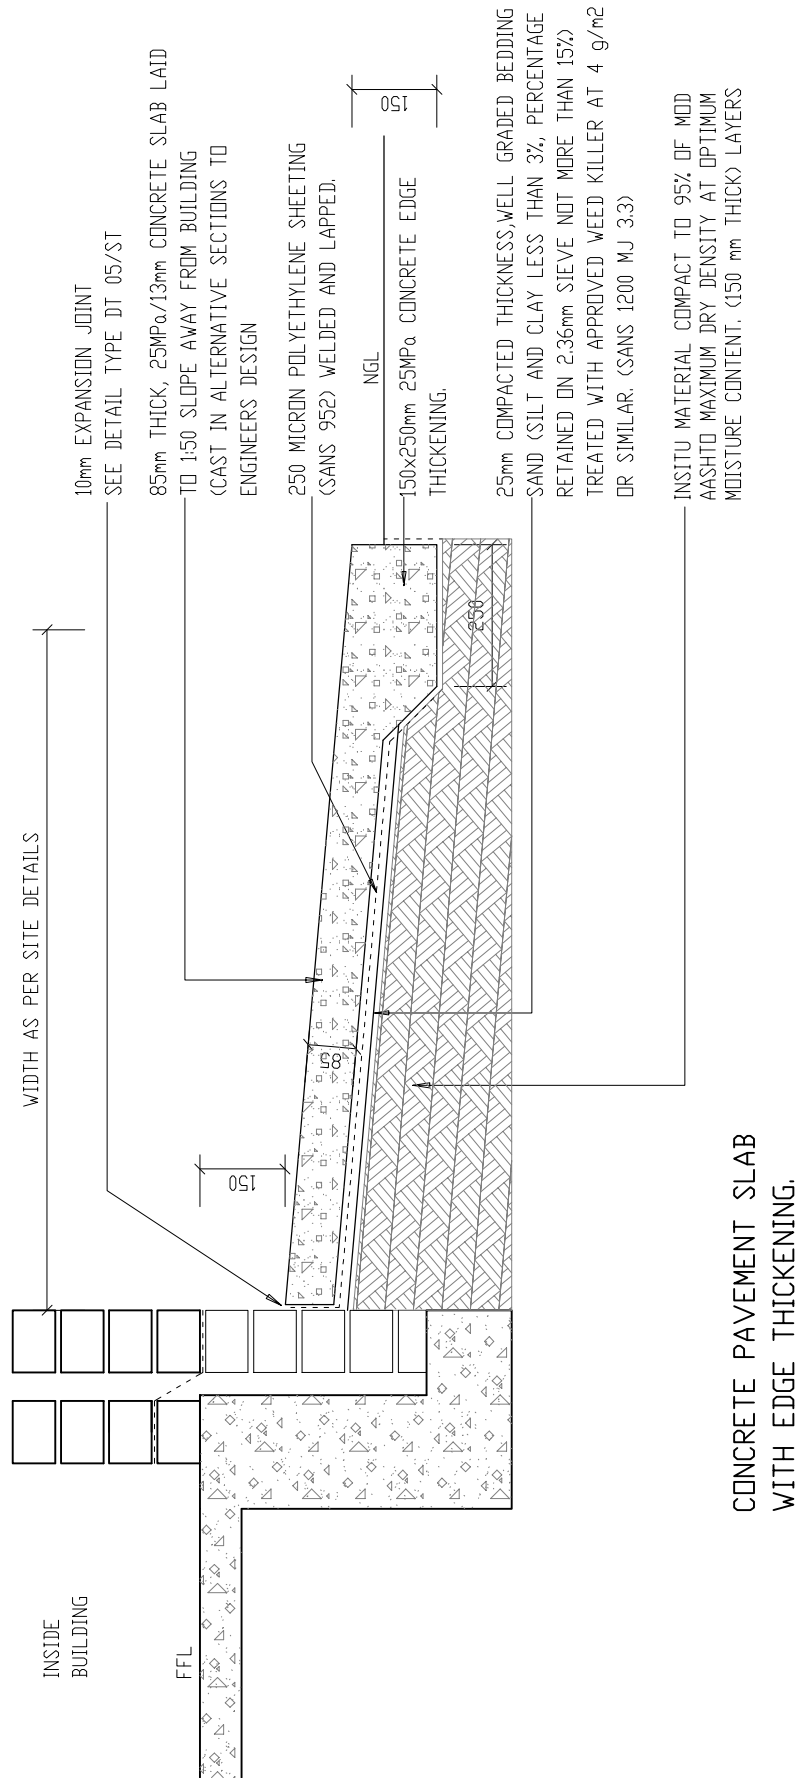 INSIDE
BUILDING
FFL
WIDTH AS PER SITE DETAILS
10mm EXPANSION JOINT
SEE DETAIL TYPE DT 05/ST
85mm THICK, 25MPa/13mm CONCRETE SLAB LAID
TO 1:50 SLOPE AWAY FROM BUILDING
(CAST IN ALTERNATIVE SECTIONS TO
ENGINEERS DESIGN
250 MICRON POLYETHYLENE SHEETING
(SANS 952) WELDED AND LAPPED.
NGL
150x250mm 25MPa CONCRETE EDGE
THICKENING.
25mm COMPACTED THICKNESS,WELL GRADED BEDDING
SAND (SILT AND CLAY LESS THAN 3%, PERCENTAGE
RETAINED ON 2.36mm SIEVE NOT MORE THAN 15%)
TREATED WITH APPROVED WEED KILLER AT 4 g/m2
OR SIMILAR. (SANS 1200 MJ 3.3)
INSITU MATERIAL COMPACT TO 95% OF MOD
AASHTO MAXIMUM DRY DENSITY AT OPTIMUM
MOISTURE CONTENT. (150 mm THICK) LAYERS
150
85
250
150
CONCRETE PAVEMENT SLAB
WITH EDGE THICKENING.